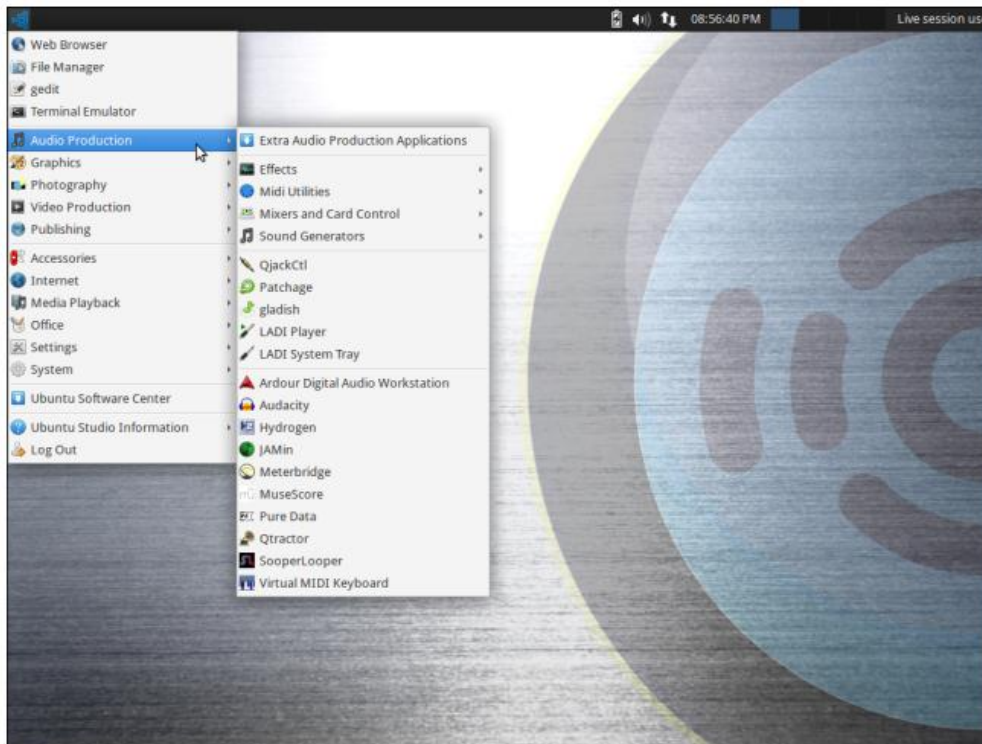 08:56:40 PM
Live session us
Web Browser
File Manager
gedit
Terminal Emulator
Audio Production
Graphics
Photography
Video Production
Publishing
Accessories
Internet
Media Playback
Office
Settings
System
Ubuntu Software Center
Ubuntu Studio Information
Log Out
Extra Audio Production Applications
Effects
Midi Utilities
Mixers and Card Control
Sound Generators
QjackCtl
Patchage
gladish
LADI Player
LADI System Tray
Ardour Digital Audio Workstation
Audacity
Hydrogen
JAMin
Meterbridge
MuseScore
Pure Data
Qtractor
SooperLooper
Virtual MIDI Keyboard